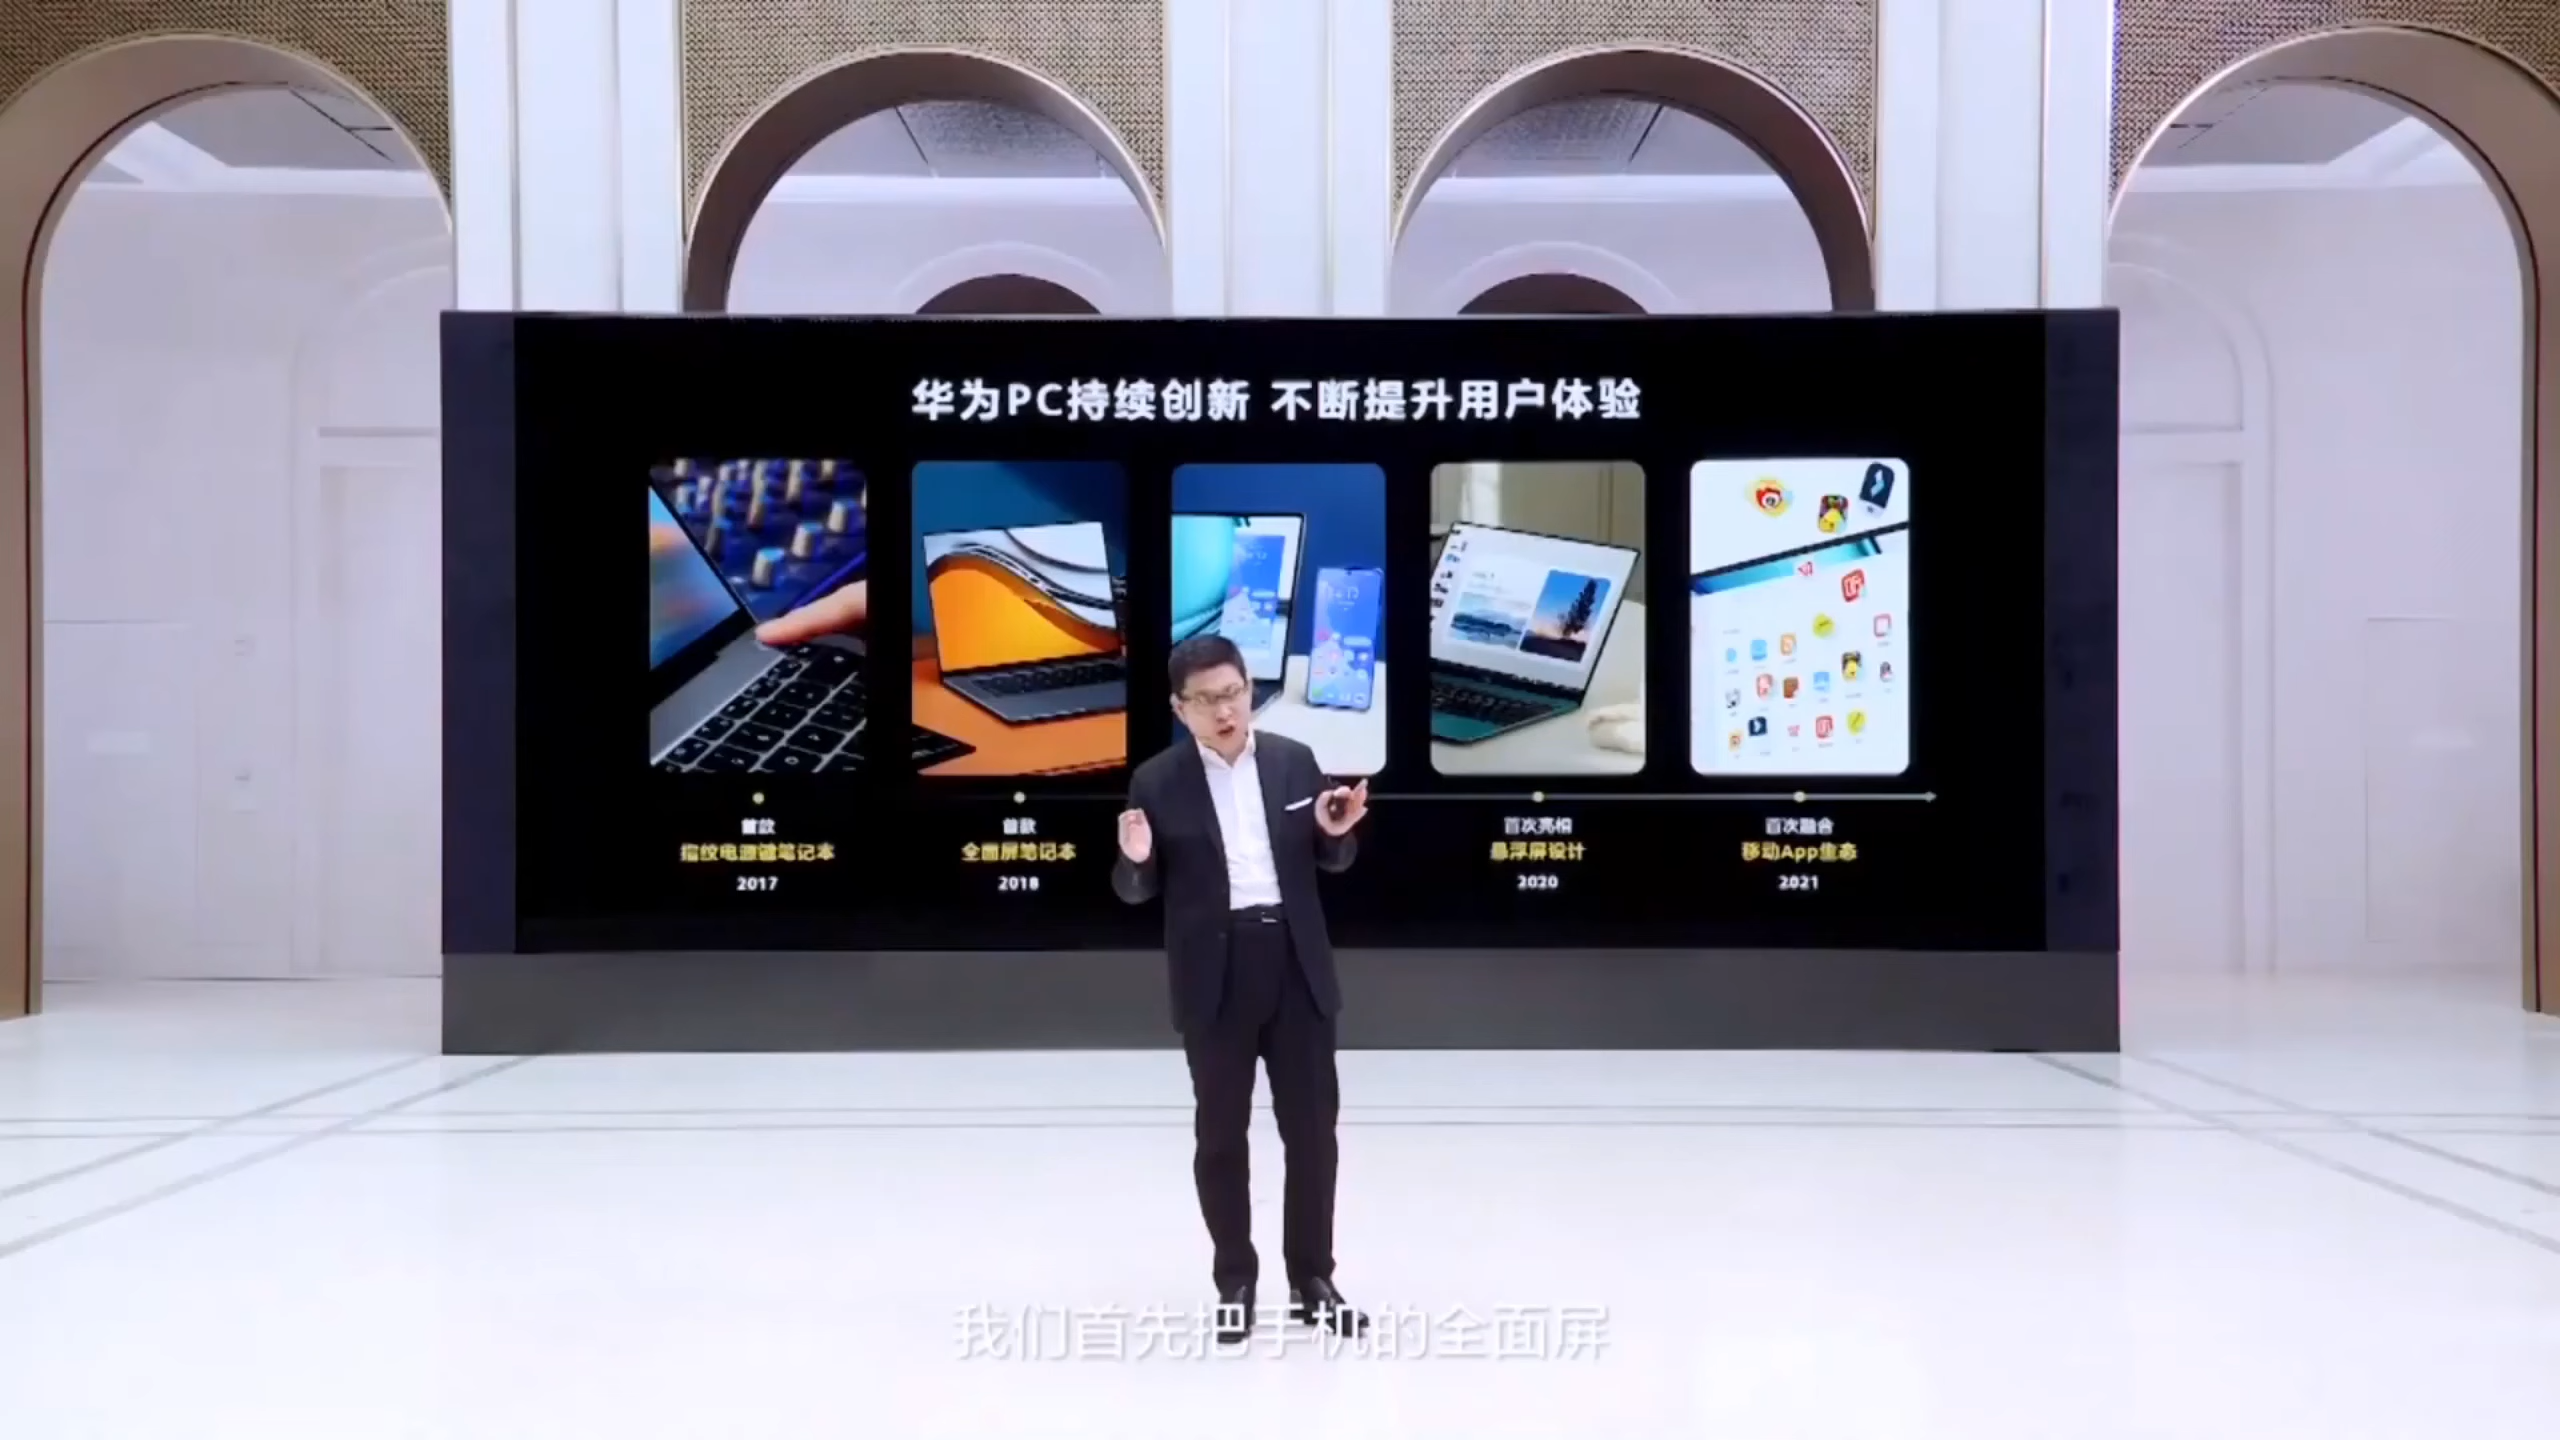 华为PC持续创新 不断提升用户体验
首款
指纹电源键笔记本
2017
首款
全面屏笔记本
2018
首次亮相
悬浮屏设计
2020
首次融合
移动App生态
2021
我们首先把手机的全面屏